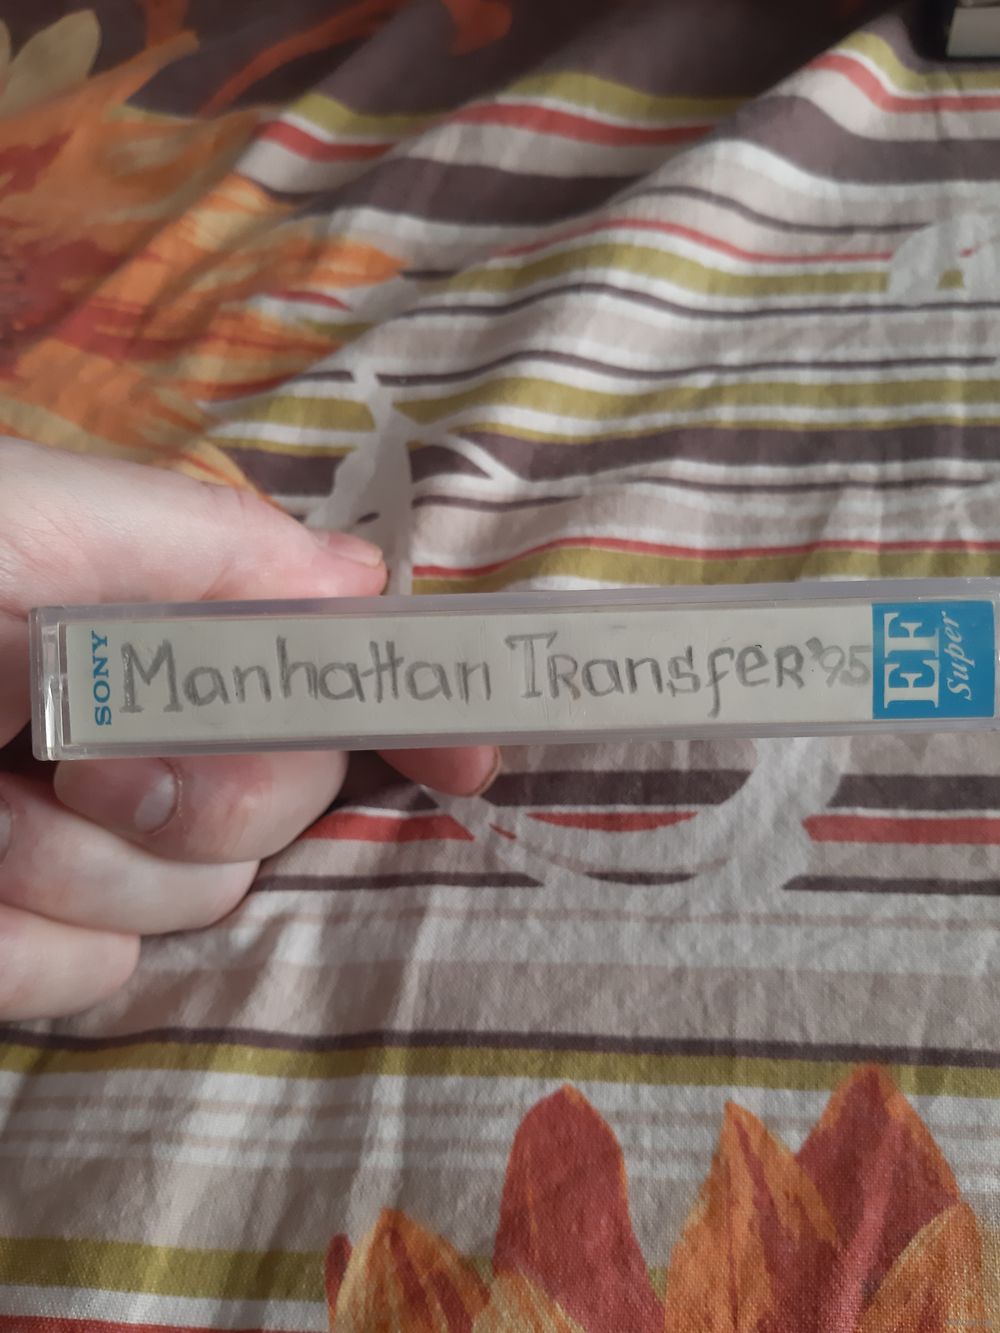 SONY
Manhattan Transfer '95
EF
Super